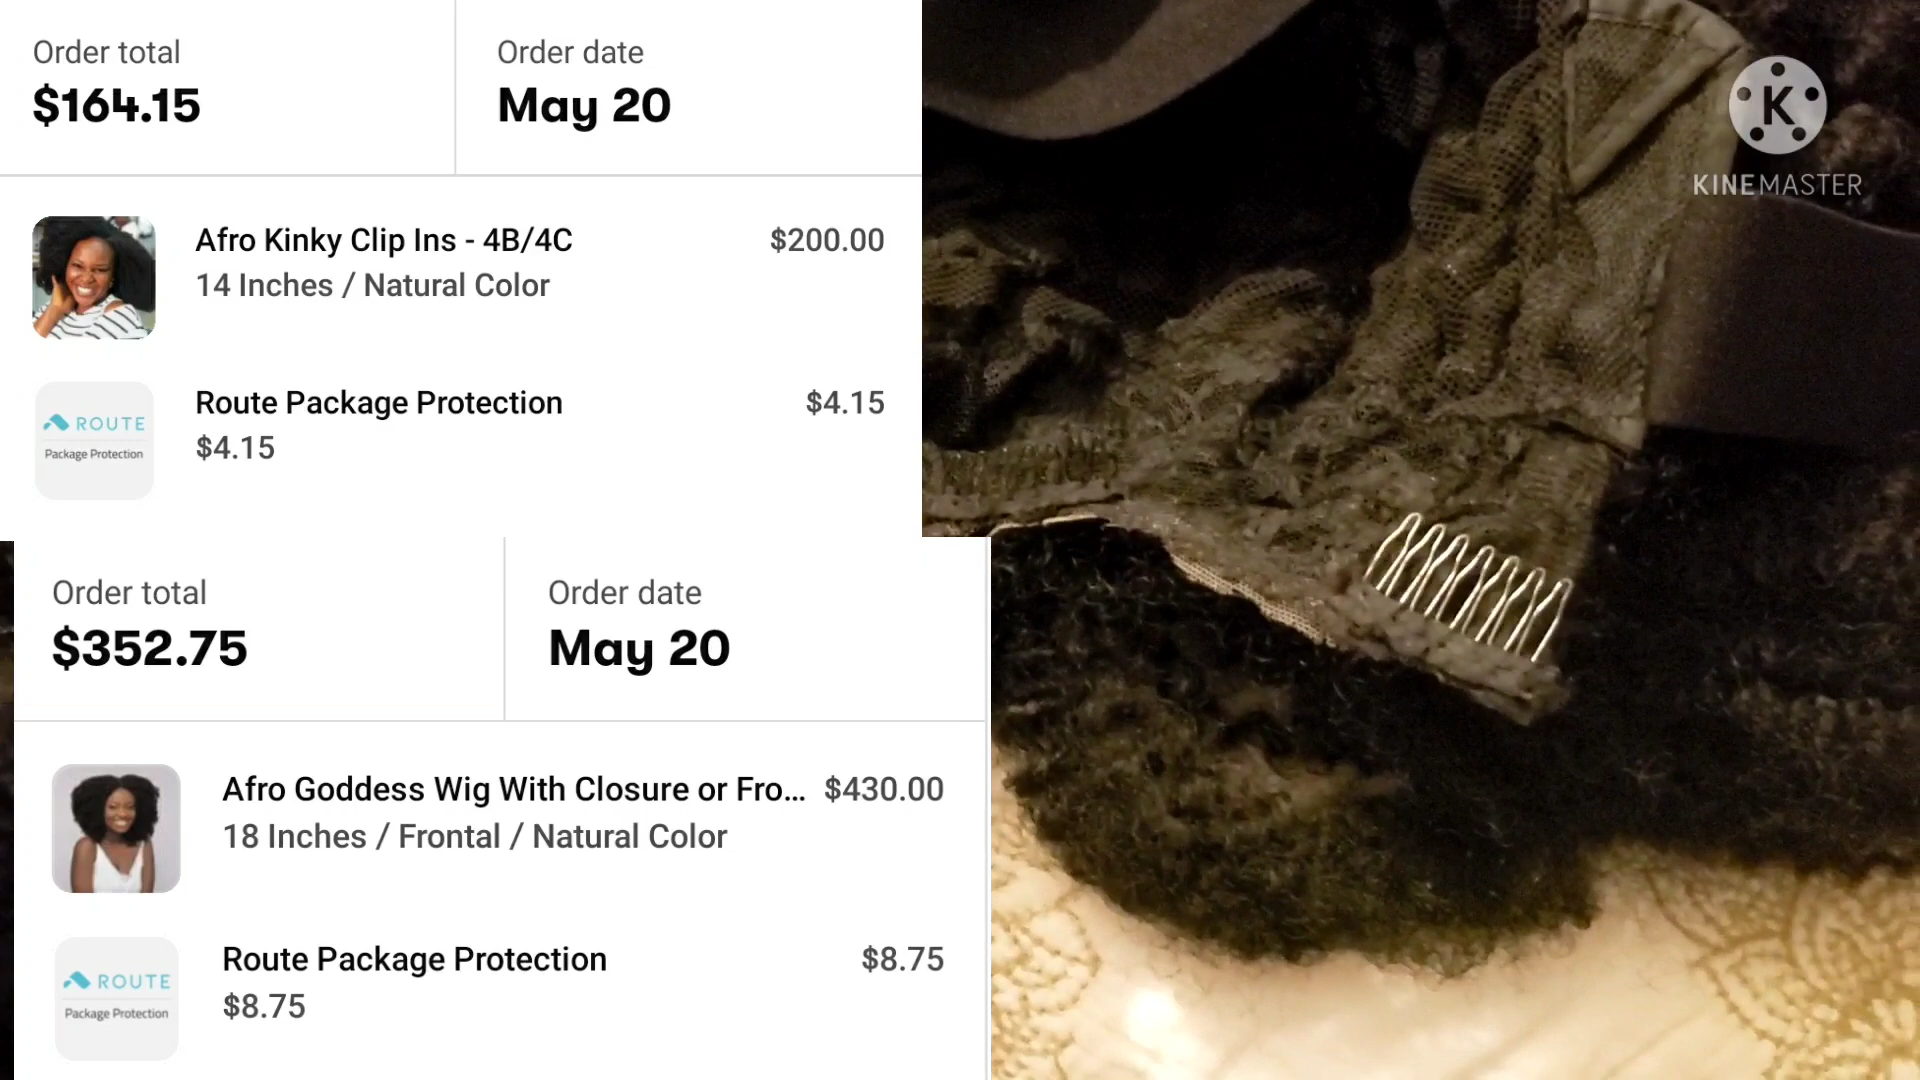 Order total
$164.15
Order date
May 20
Afro Kinky Clip Ins - 4B/4C
$200.00
14 Inches / Natural Color
ROUTE
Package Protection
Route Package Protection
$4.15
$4.15
Order total
$352.75
Order date
May 20
Afro Goddess Wig With Closure or Fro...
$430.00
18 Inches / Frontal / Natural Color
ROUTE
Package Protection
Route Package Protection
$8.75
$8.75
K
KINEMASTER